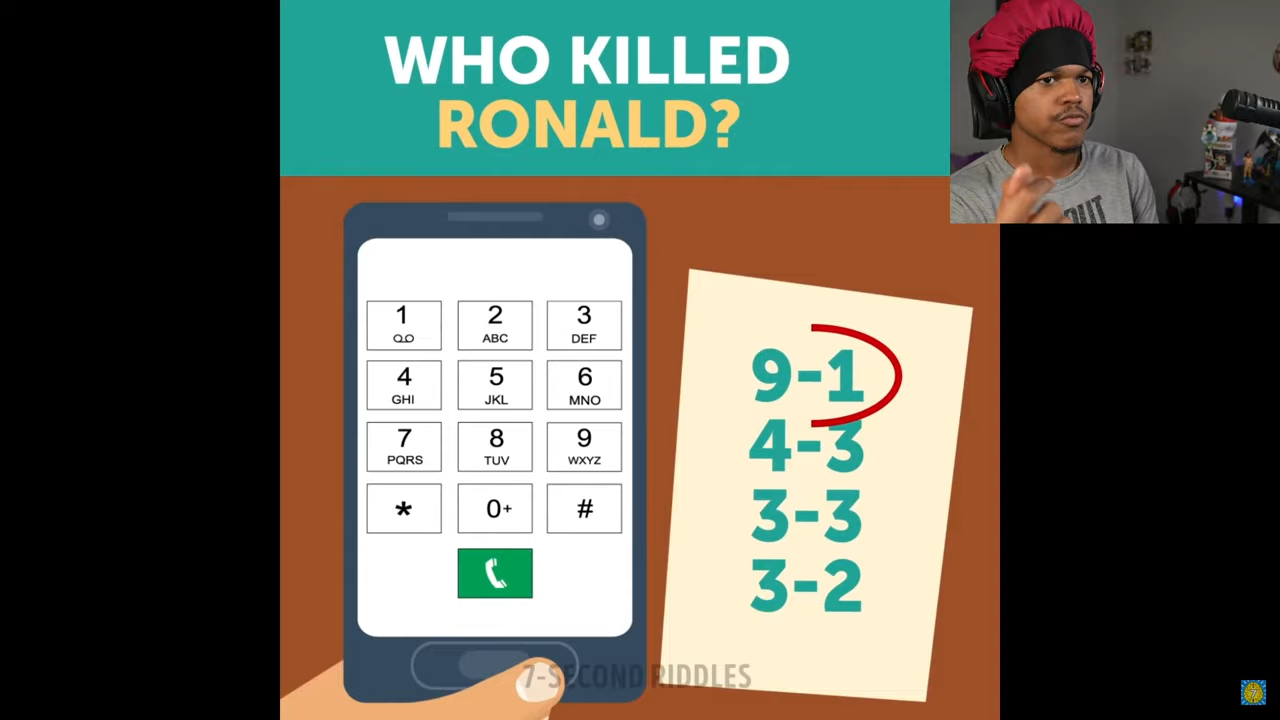 WHO KILLED
RONALD?
1
2
ABC
3
DEF
4
GHI
5
JKL
6
MNO
7
PQRS
8
TUV
9
WXYZ
*
0+
#
9-1
4-3
3-3
3-2
7-SECOND RIDDLES
7